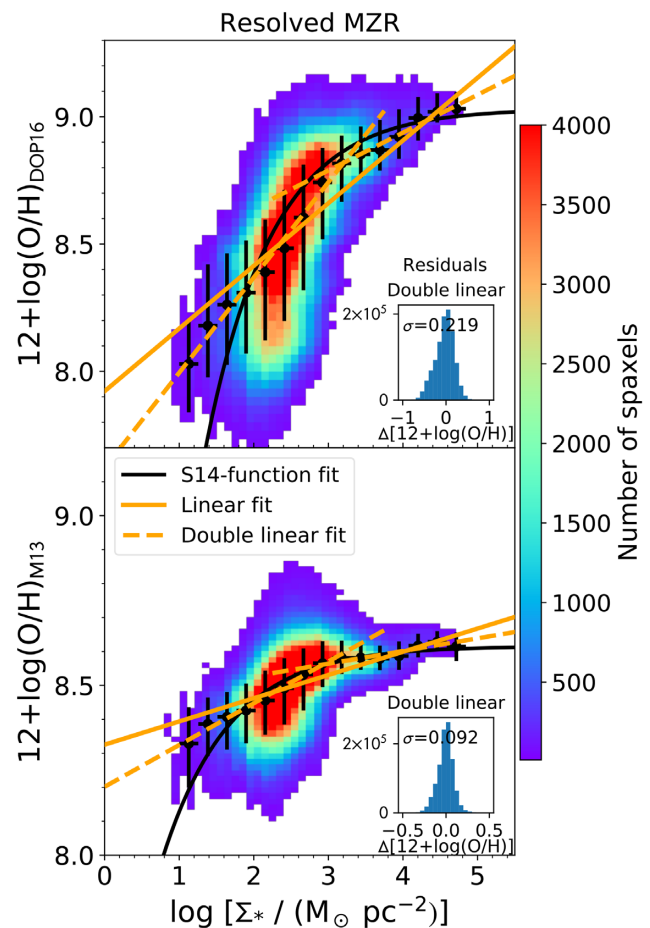 Resolved MZR
12+log(O/H)DOP16
9.0
8.5
8.0
Residuals
Double linear
2×10⁵
σ=0.219
0
−1 0 1
Δ[12+log(O/H)]
S14-function fit
Linear fit
Double linear fit
12+log(O/H)M13
9.0
8.5
8.0
Double linear
2×10⁵
σ=0.092
0
−0.5 0.0 0.5
Δ[12+log(O/H)]
0 1 2 3 4 5
log [Σ* / (M⊙ pc⁻²)]
4000
3500
3000
2500
2000
1500
1000
500
Number of spaxels